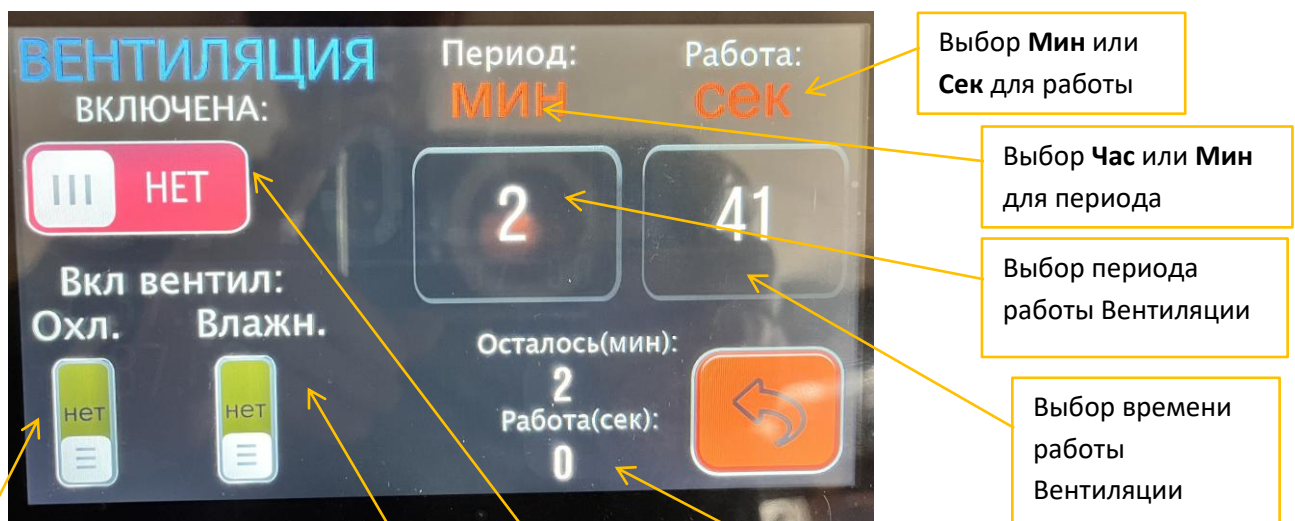 ВЕНТИЛЯЦИЯ
ВКЛЮЧЕНА:
НЕТ
Период:
мин
2
Работа:
сек
41
Вкл вентил:
Охл.
Влажн.
нет
нет
Осталось(мин):
2
Работа(сек):
0
Выбор Мин или
Сек для работы
Выбор Час или Мин
для периода
Выбор периода
работы Вентиляции
Выбор времени
работы
Вентиляции